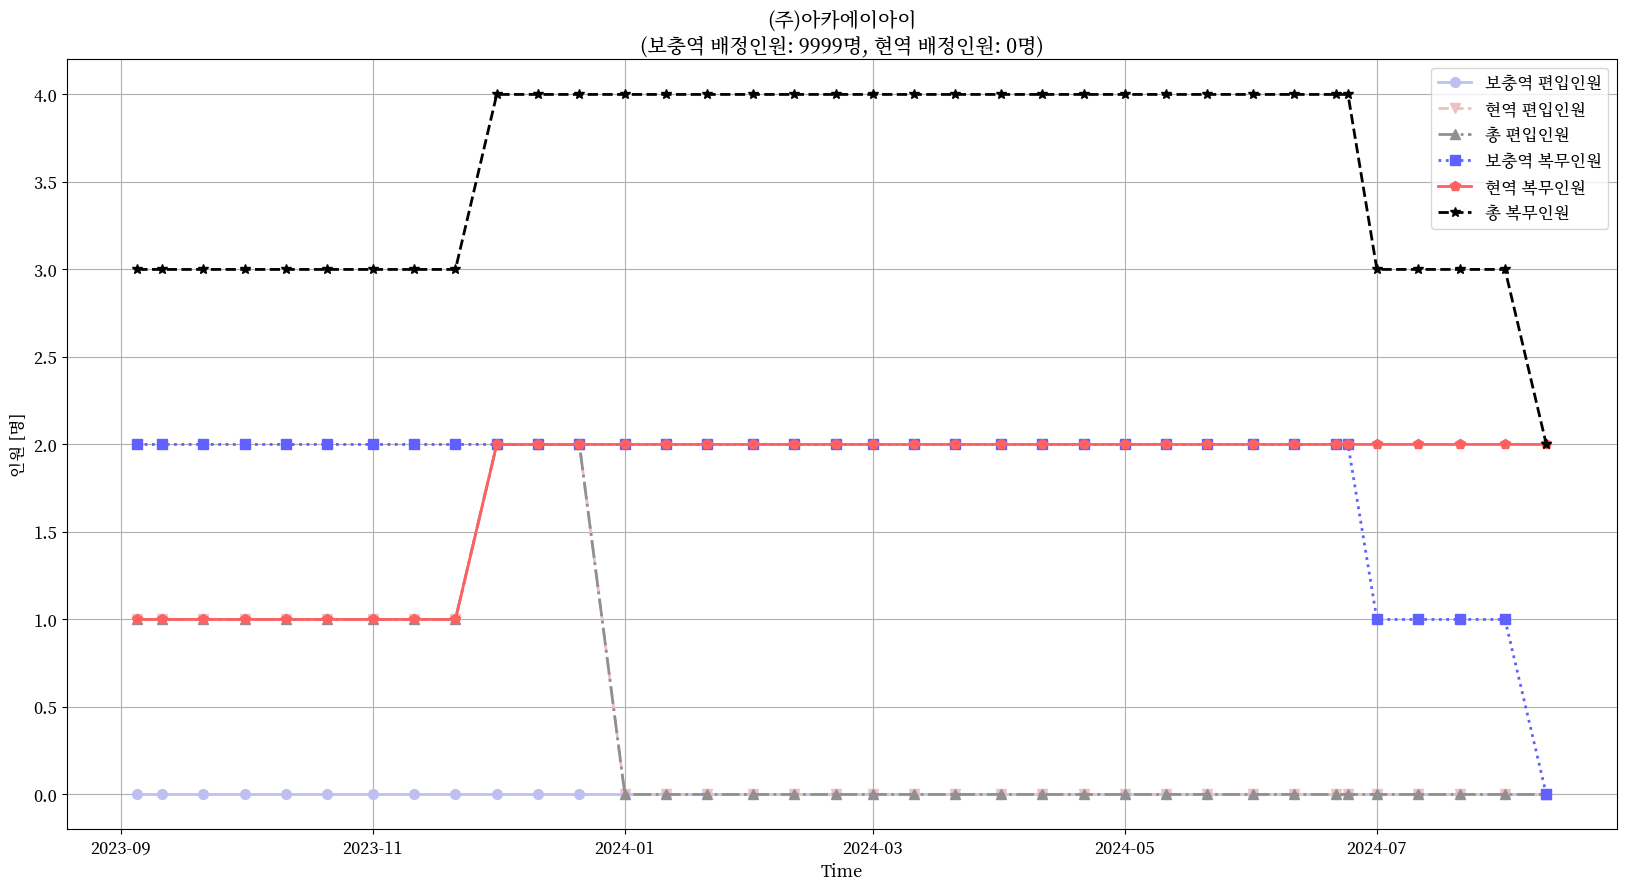 (주)아카에이아이
(보충역 배정인원: 9999명, 현역 배정인원: 0명)
보충역 편입인원
현역 편입인원
총 편입인원
보충역 복무인원
현역 복무인원
총 복무인원
인원 [명]
4.0
3.5
3.0
2.5
2.0
1.5
1.0
0.5
0.0
2023-09
2023-11
2024-01
2024-03
2024-05
2024-07
Time